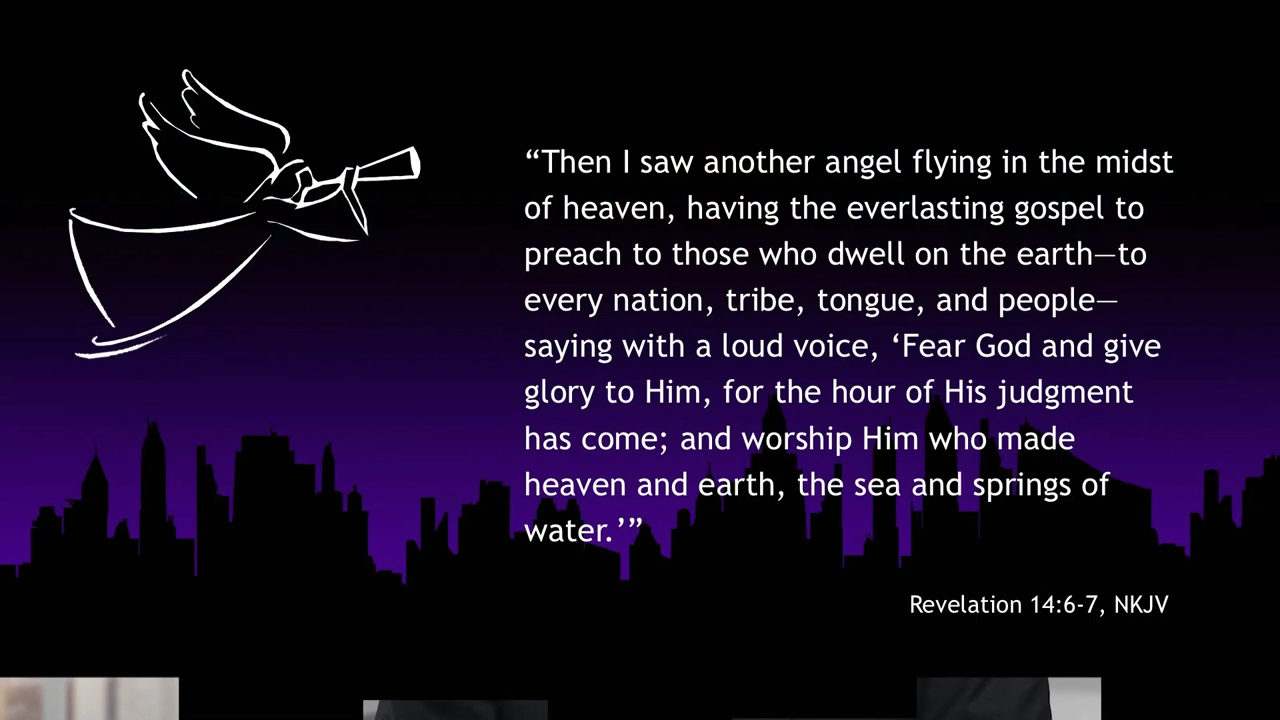 “Then I saw another angel flying in the midst
of heaven, having the everlasting gospel to
preach to those who dwell on the earth—to
every nation, tribe, tongue, and people—
saying with a loud voice, ‘Fear God and give
glory to Him, for the hour of His judgment
has come; and worship Him who made
heaven and earth, the sea and springs of
water.’”
Revelation 14:6-7, NKJV